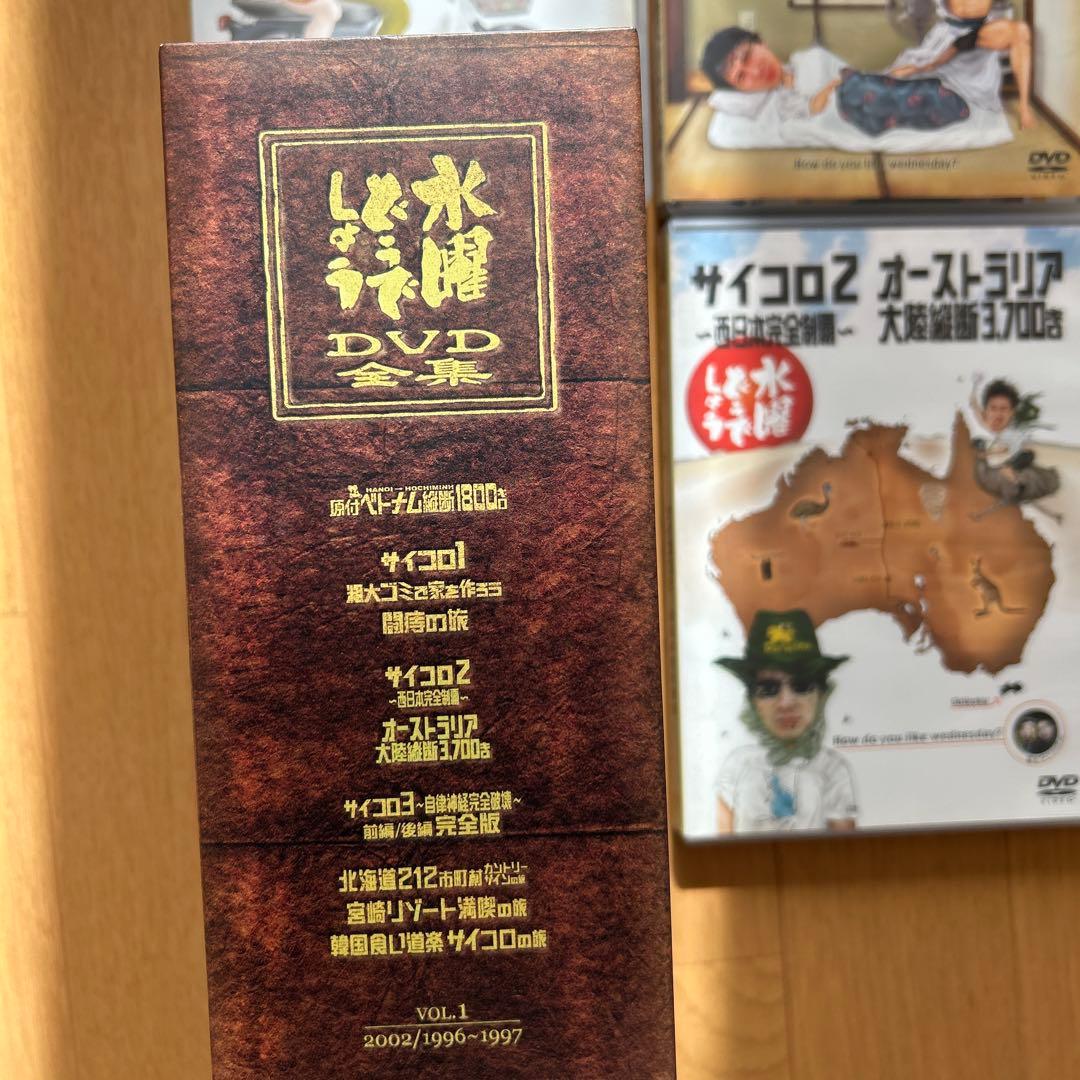 水曜
どうで
しょう
DVD
全集
HANOI → HOCHIMINH
原付ベトナム縦断1800キロ
サイコロ1
粗大ゴミで家を作ろう
闘痔の旅
サイコロ2
~西日本完全制覇~
オーストラリア
大陸縦断3,700キロ
サイコロ3~自律神経完全破壊~
前編/後編 完全版
北海道212市町村カントリーサインの旅
宮崎リゾート満喫の旅
韓国食い道楽サイコロの旅
VOL.1
2002/1996~1997
How do you like wednesday?
DVD
VIDEO
サイコロ2
~西日本完全制覇~
オーストラリア
大陸縦断3,700キロ
水曜
どうで
しょう
How do you like wednesday?
DVD
VIDEO